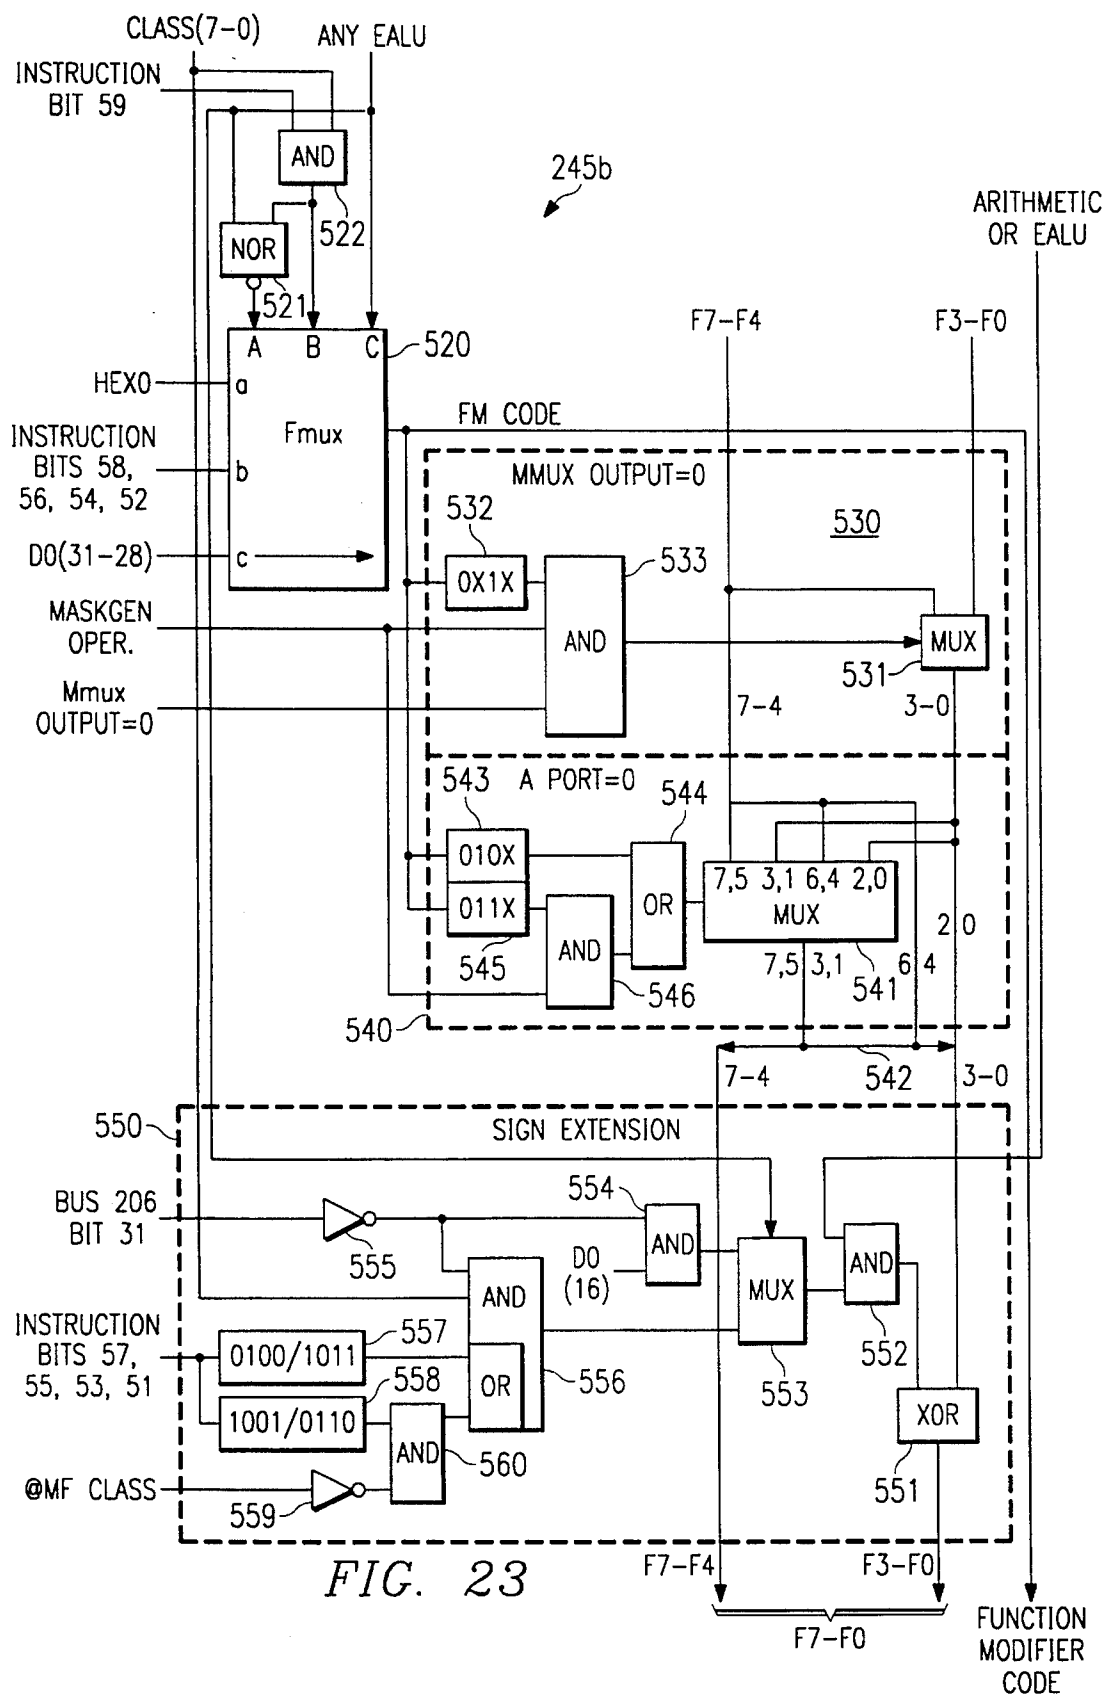 CLASS(7-0)
ANY EALU
INSTRUCTION
BIT 59
AND
522
NOR
521
245b
ARITHMETIC
OR EALU
F7-F4
F3-F0
A B C
520
HEX0
a
Fmux
FM CODE
INSTRUCTION
BITS 58,
56, 54, 52
b
D0(31-28)
c
MASKGEN
OPER.
Mmux
OUTPUT=0
MMUX OUTPUT=0
530
532
0X1X
533
AND
MUX
531
7-4
3-0
A PORT=0
543
010X
011X
545
544
OR
AND
546
7,5 3,1 6,4 2,0
MUX
7,5 3,1
541
6 4
2 0
540
542
7-4
3-0
550
SIGN EXTENSION
BUS 206
BIT 31
555
554
AND
D0
(16)
MUX
553
AND
552
AND
OR
556
INSTRUCTION
BITS 57,
55, 53, 51
557
0100/1011
558
1001/0110
AND
560
@MF CLASS
559
XOR
551
F7-F4
F3-F0
F7-F0
FUNCTION
MODIFIER
CODE
FIG. 23